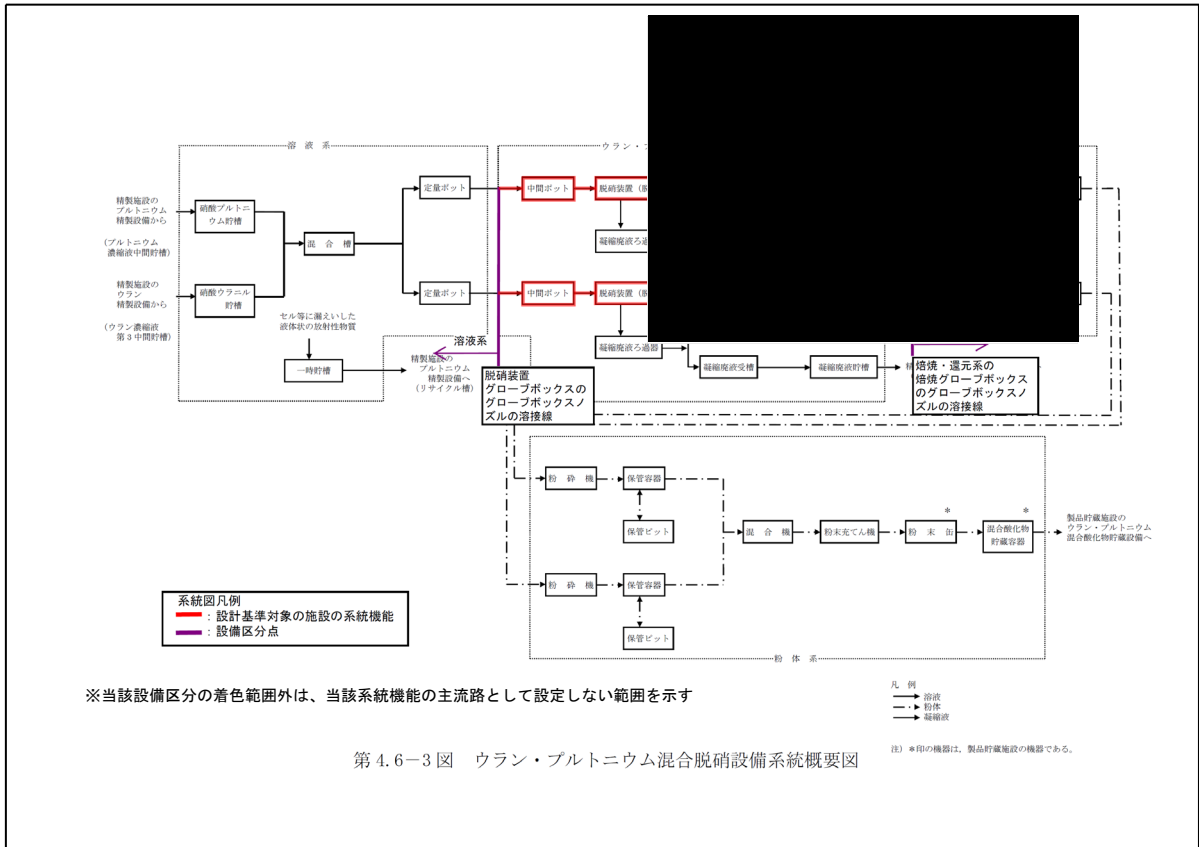 溶液系
ウラン・プ
精製施設の
プルトニウム
精製設備から
(プルトニウム
濃縮液中間貯槽)
硝酸プルトニ
ウム貯槽
精製施設の
ウラン
精製設備から
(ウラン濃縮液
第3中間貯槽)
硝酸ウラニル
貯槽
混合槽
定量ポット
定量ポット
中間ポット
脱硝装置(脱
凝縮廃液ろ過
中間ポット
脱硝装置(脱
凝縮廃液ろ過器
セル等に漏えいした
液体状の放射性物質
一時貯槽
溶液系
精製施設の
プルトニウム
精製設備へ
(リサイクル槽)
凝縮廃液受槽
凝縮廃液貯槽
精
脱硝装置
グローブボックスの
グローブボックスノ
ズルの溶接線
焙焼・還元系の
焙焼グローブボックス
のグローブボックスノ
ズルの溶接線
粉砕機
保管容器
保管ピット
混合機
粉末充てん機
*
粉末缶
*
混合酸化物
貯蔵容器
製品貯蔵施設の
ウラン・プルトニウム
混合酸化物貯蔵設備へ
粉砕機
保管容器
保管ピット
粉体系
系統図凡例
:設計基準対象の施設の系統機能
:設備区分点
※当該設備区分の着色範囲外は、当該系統機能の主流路として設定しない範囲を示す
凡例
溶液
粉体
凝縮液
注)*印の機器は,製品貯蔵施設の機器である。
第4.6-3図 ウラン・プルトニウム混合脱硝設備系統概要図